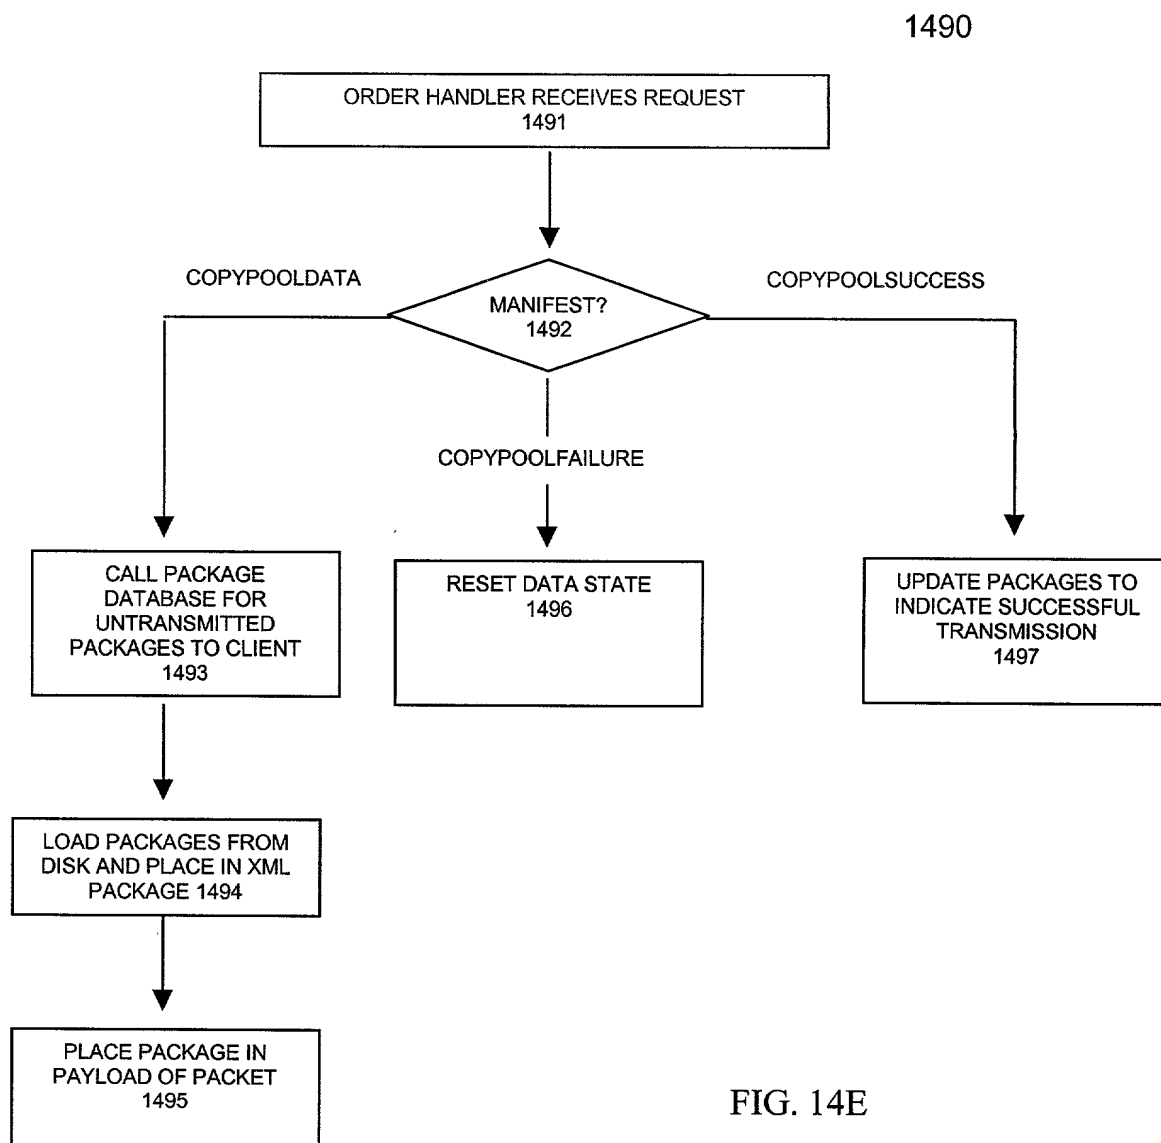 1490
ORDER HANDLER RECEIVES REQUEST
1491
COPYPOOLDATA
MANIFEST?
1492
COPYPOOLSUCCESS
COPYPOOLFAILURE
CALL PACKAGE
DATABASE FOR
UNTRANSMITTED
PACKAGES TO CLIENT
1493
RESET DATA STATE
1496
UPDATE PACKAGES TO
INDICATE SUCCESSFUL
TRANSMISSION
1497
LOAD PACKAGES FROM
DISK AND PLACE IN XML
PACKAGE 1494
PLACE PACKAGE IN
PAYLOAD OF PACKET
1495
FIG. 14E